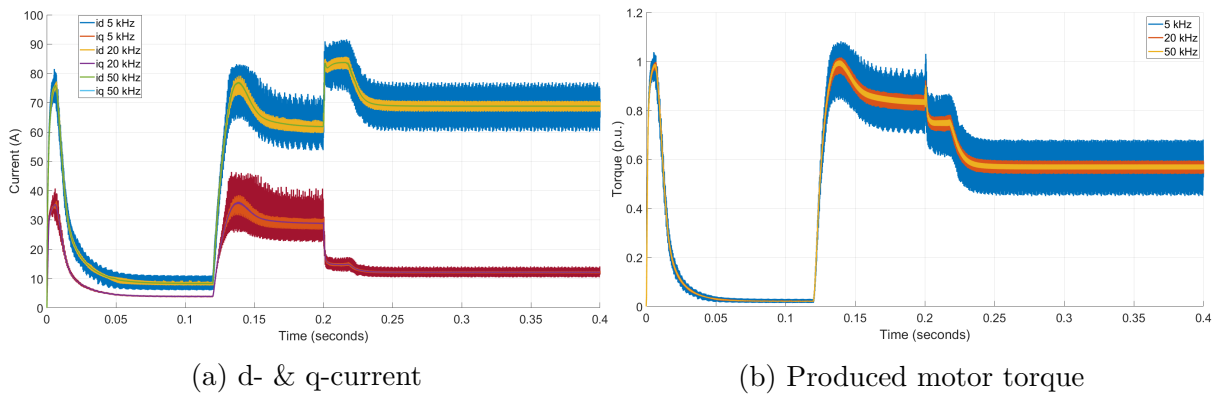 100
90
80
70
60
50
40
30
20
10
0
Current (A)
id 5 kHz
iq 5 kHz
id 20 kHz
iq 20 kHz
id 50 kHz
iq 50 kHz
0 0.05 0.1 0.15 0.2 0.25 0.3 0.35 0.4
Time (seconds)
(a) d- & q-current
1.2
1
0.8
0.6
0.4
0.2
0
Torque (p.u.)
5 kHz
20 kHz
50 kHz
0 0.05 0.1 0.15 0.2 0.25 0.3 0.35 0.4
Time (seconds)
(b) Produced motor torque